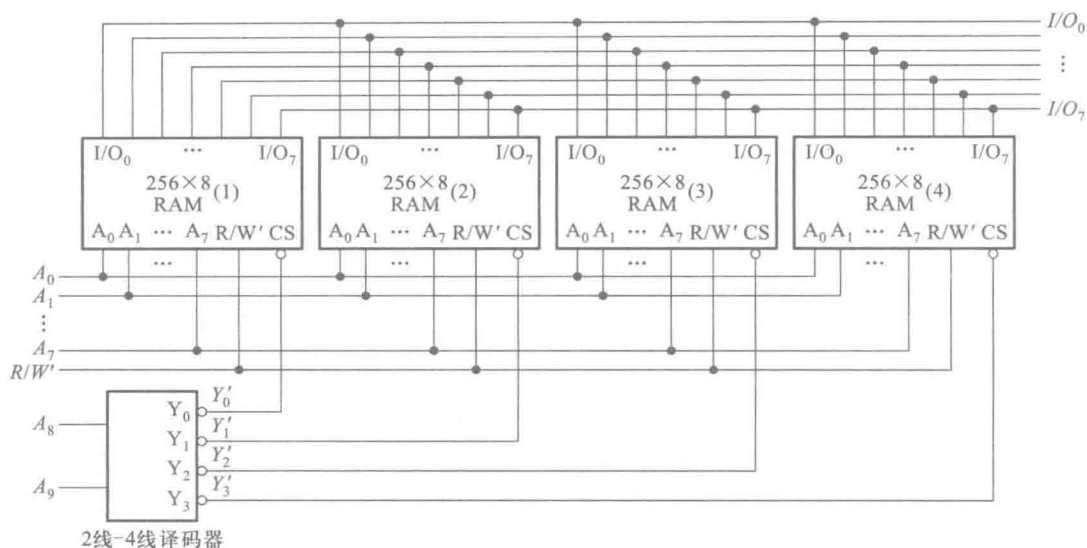 I/O₀
⋮
I/O₇
I/O₀ ··· I/O₇
256×8 (1)
RAM
A₀ A₁ ··· A₇ R/W' CS
I/O₀ ··· I/O₇
256×8 (2)
RAM
A₀ A₁ ··· A₇ R/W' CS
I/O₀ ··· I/O₇
256×8 (3)
RAM
A₀ A₁ ··· A₇ R/W' CS
I/O₀ ··· I/O₇
256×8 (4)
RAM
A₀ A₁ ··· A₇ R/W' CS
··· ··· ··· ···
A₀
A₁
⋮
A₇
R/W'
A₈
A₉
Y₀ Y₀'
Y₁ Y₁'
Y₂ Y₂'
Y₃ Y₃'
2线-4线译码器